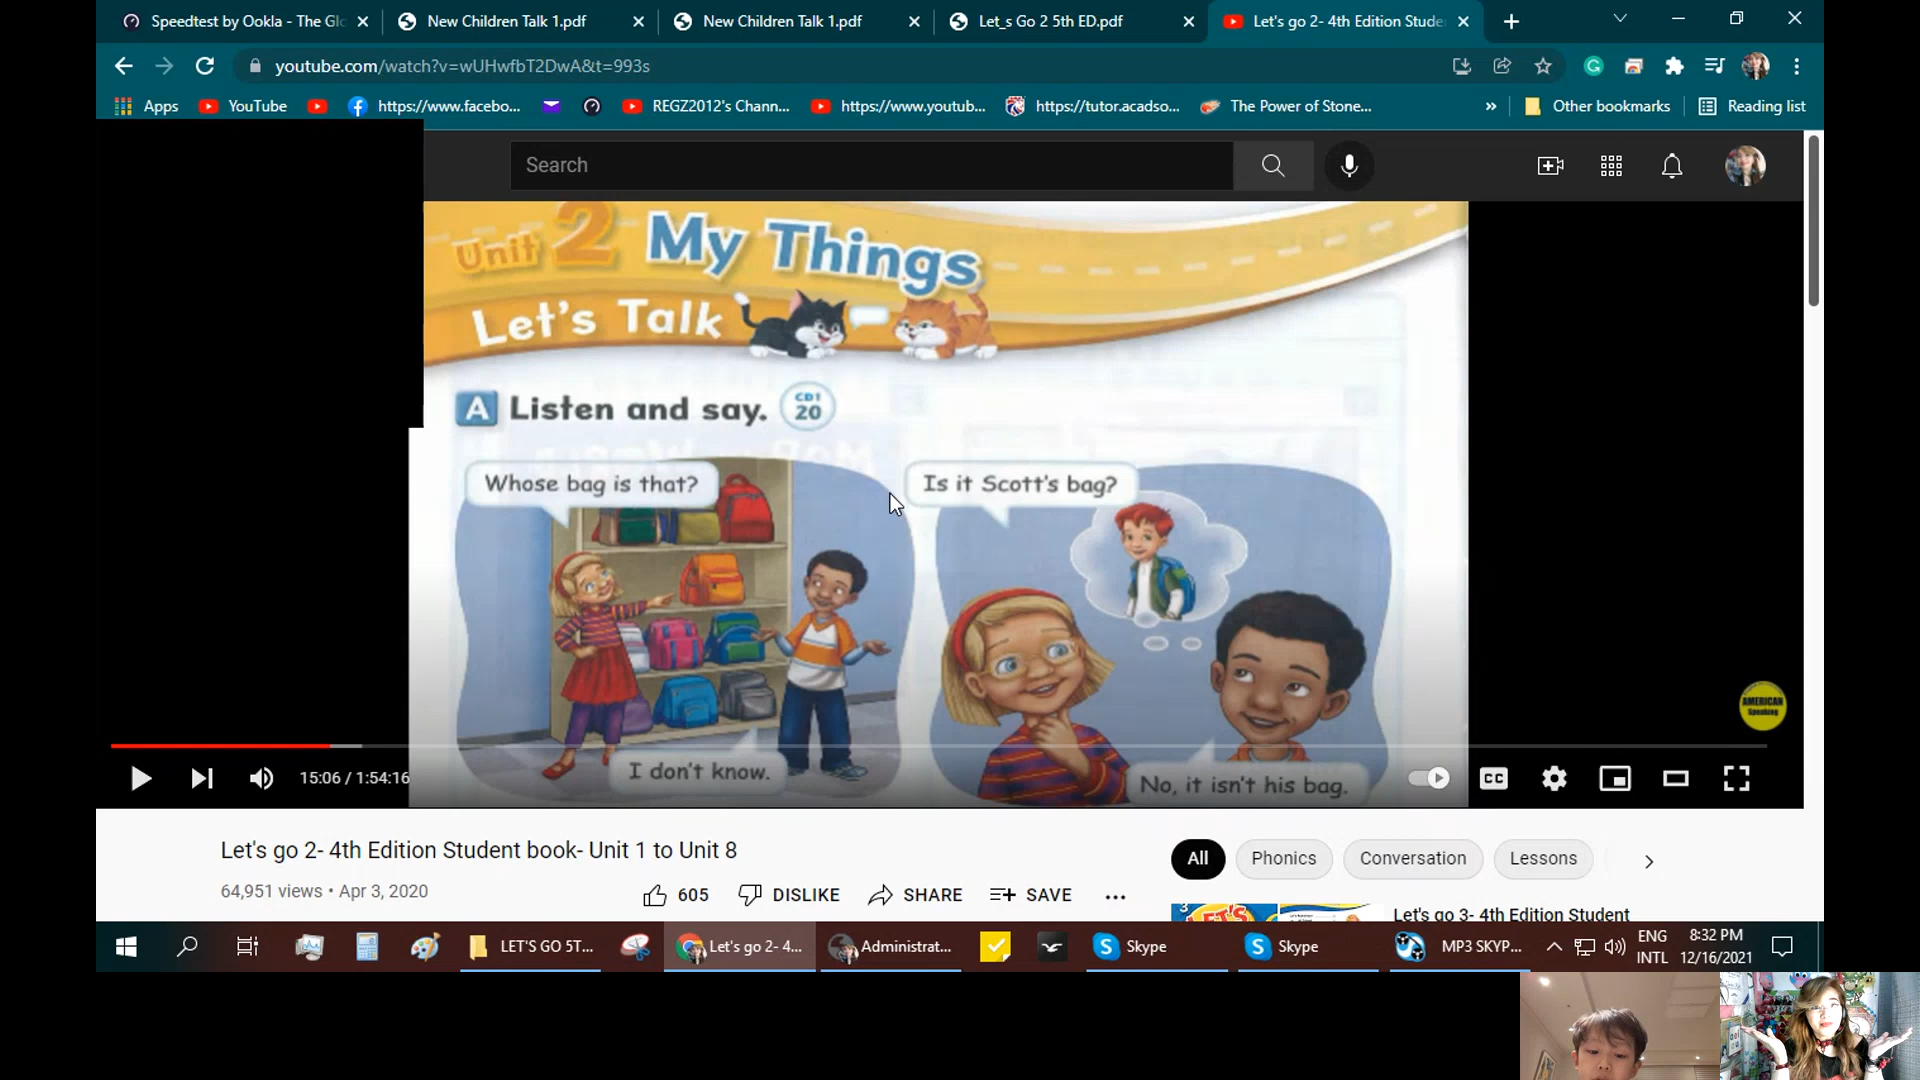 Speedtest by Ookla - The Gl
New Children Talk 1.pdf
New Children Talk 1.pdf
Let_s Go 2 5th ED.pdf
Let's go 2- 4th Edition Stude
youtube.com/watch?v=wUHwfbT2DwA&t=993s
Apps
YouTube
https://www.facebo...
REGZ2012's Chann...
https://www.youtub...
https://tutor.acadso...
The Power of Stone...
»
Other bookmarks
Reading list
Search
Unit 2 My Things
Let's Talk
A Listen and say. CD1 20
Whose bag is that?
Is it Scott's bag?
I don't know.
No, it isn't his bag.
AMERICAN
Speaking
15:06 / 1:54:16
CC
Let's go 2- 4th Edition Student book- Unit 1 to Unit 8
64,951 views • Apr 3, 2020
605
DISLIKE
SHARE
SAVE
...
All
Phonics
Conversation
Lessons
Let's go 3- 4th Edition Student
LET'S GO 5T...
Let's go 2- 4...
Administrat...
Skype
Skype
MP3 SKYP...
ENG
INTL
8:32 PM
12/16/2021